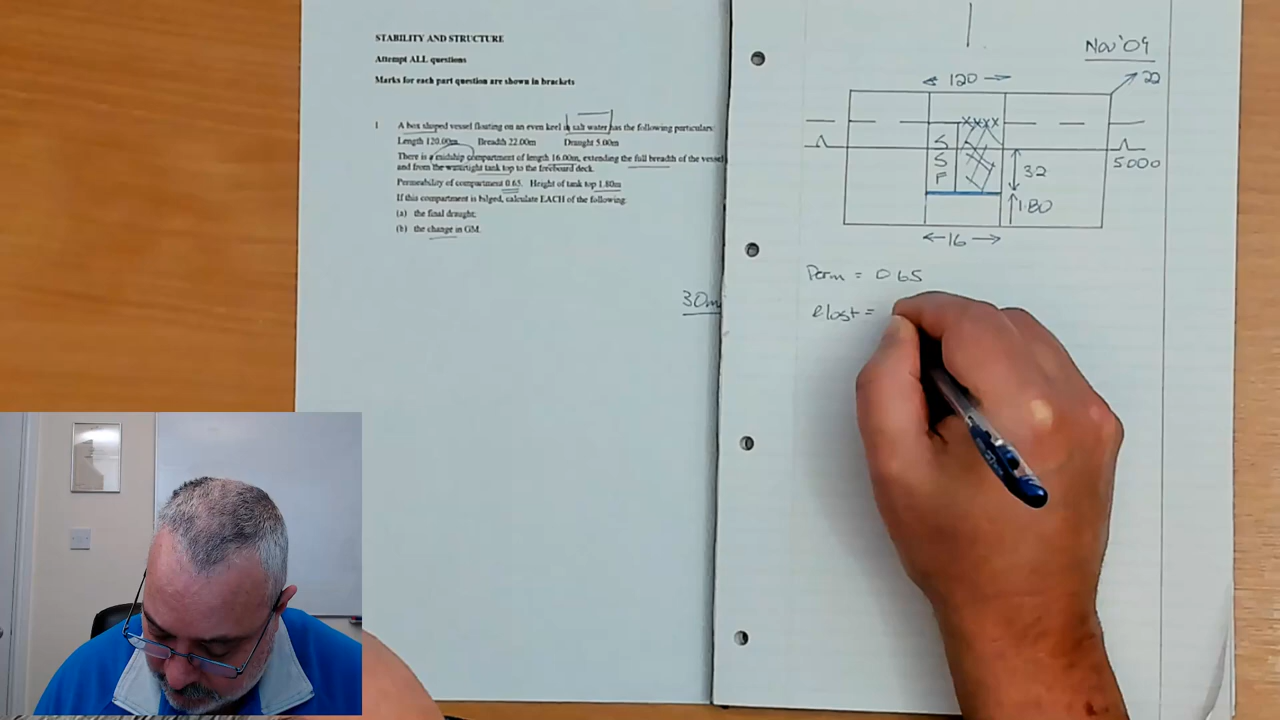 STABILITY AND STRUCTURE
Attempt ALL questions
Marks for each part question are shown in brackets
1 A box shaped vessel floating on an even keel in salt water has the following particulars:
Length 120.00m Breadth 22.00m Draught 5.00m
There is a midship compartment of length 16.00m, extending the full breadth of the vessel
and from the watertight tank top to the freeboard deck.
Permeability of compartment 0.65. Height of tank top 1.80m
If this compartment is bilged, calculate EACH of the following:
(a) the final draught;
(b) the change in GM.
30m
Nov'09
120
22
xxxx
S
S
F
3.2
5.000
1.80
16
Perm = 0.65
l lost =